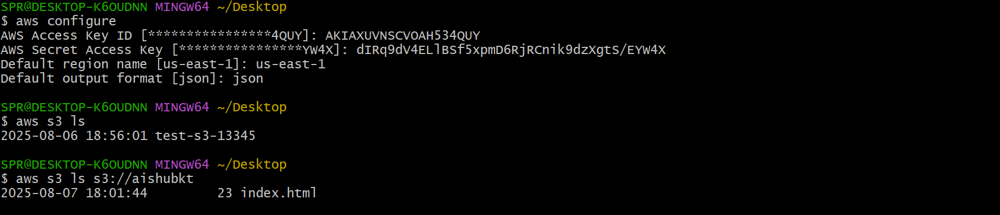 SPR@DESKTOP-K6OUDNN MINGW64 ~/Desktop
$ aws configure
AWS Access Key ID [****************4QUY]: AKIAXUVNSCVOAH534QUY
AWS Secret Access Key [****************YW4X]: 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
Default region name [us-east-1]: us-east-1
Default output format [json]: json
SPR@DESKTOP-K6OUDNN MINGW64 ~/Desktop
$ aws s3 ls
2025-08-06 18:56:01 test-s3-13345
SPR@DESKTOP-K6OUDNN MINGW64 ~/Desktop
$ aws s3 ls s3://aishubkt
2025-08-07 18:01:44         23 index.html